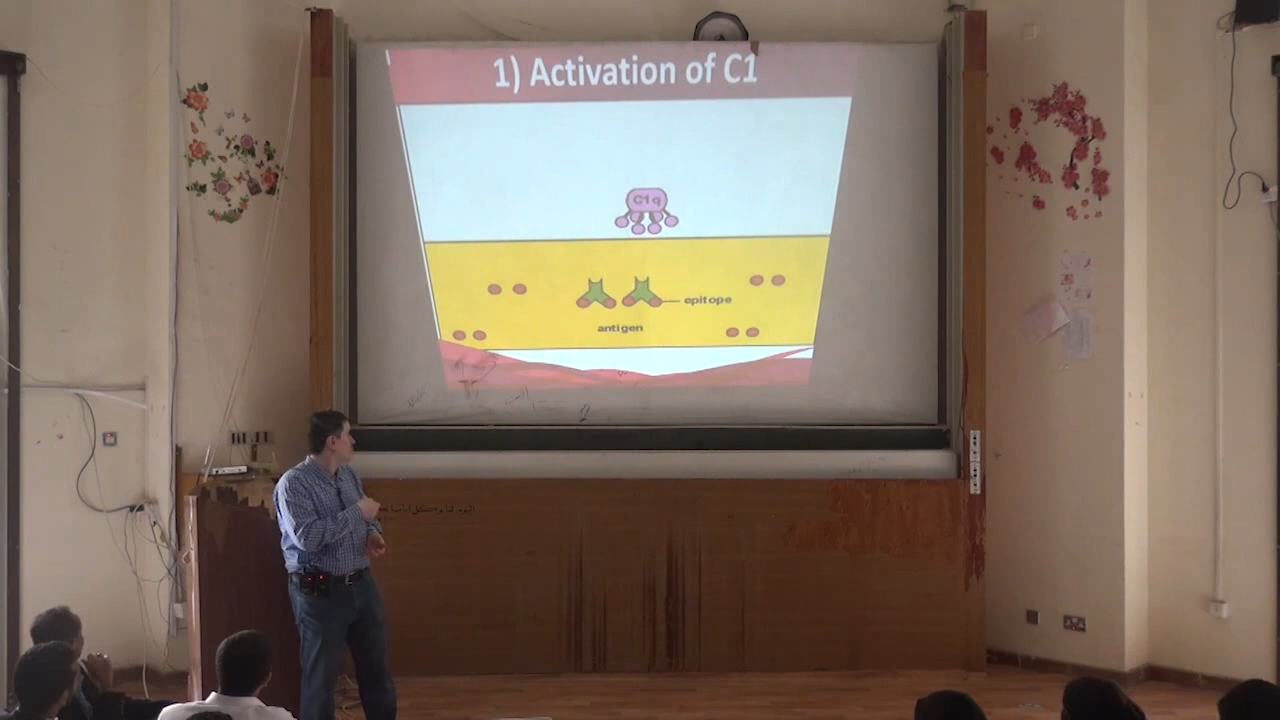 1) Activation of C1
C1q
epitope
antigen